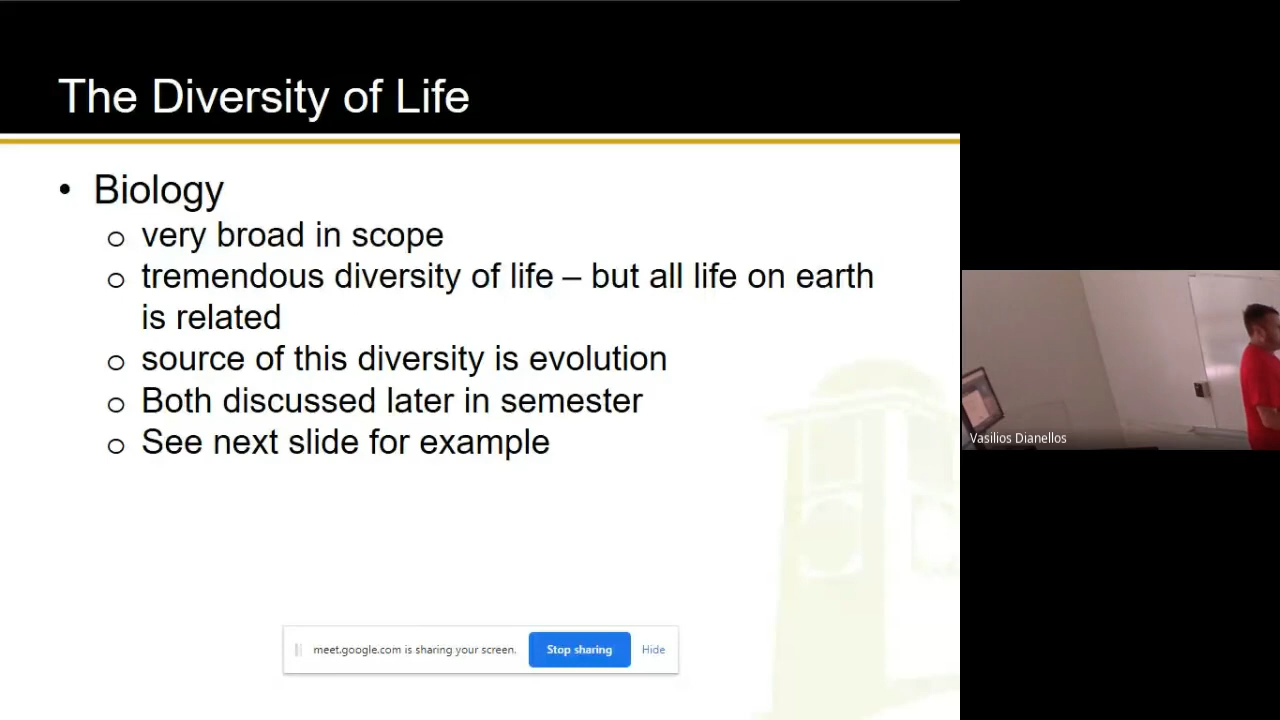 The Diversity of Life
• Biology
o very broad in scope
o tremendous diversity of life – but all life on earth
is related
o source of this diversity is evolution
o Both discussed later in semester
o See next slide for example
meet.google.com is sharing your screen. Stop sharing Hide
Vasilios Dianellos